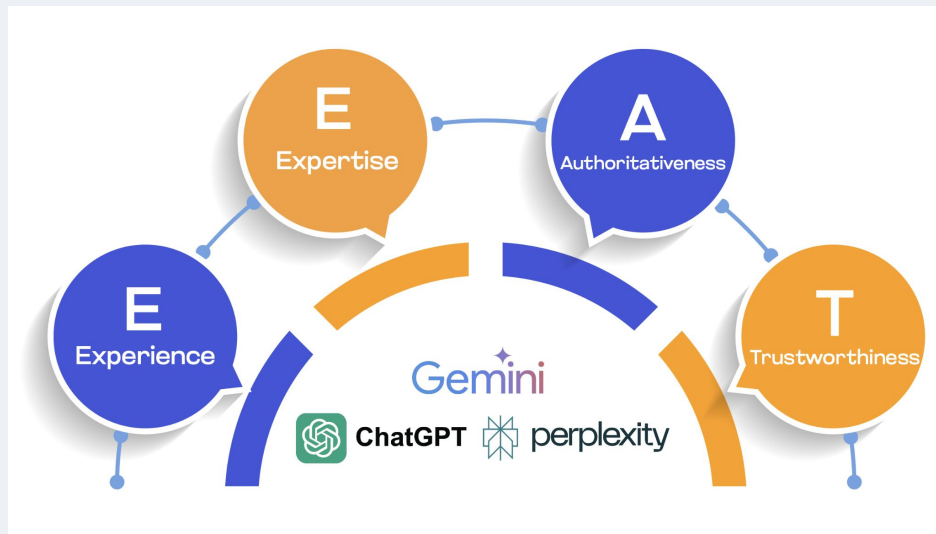 E
Expertise
A
Authoritativeness
E
Experience
T
Trustworthiness
Gemini
ChatGPT
perplexity